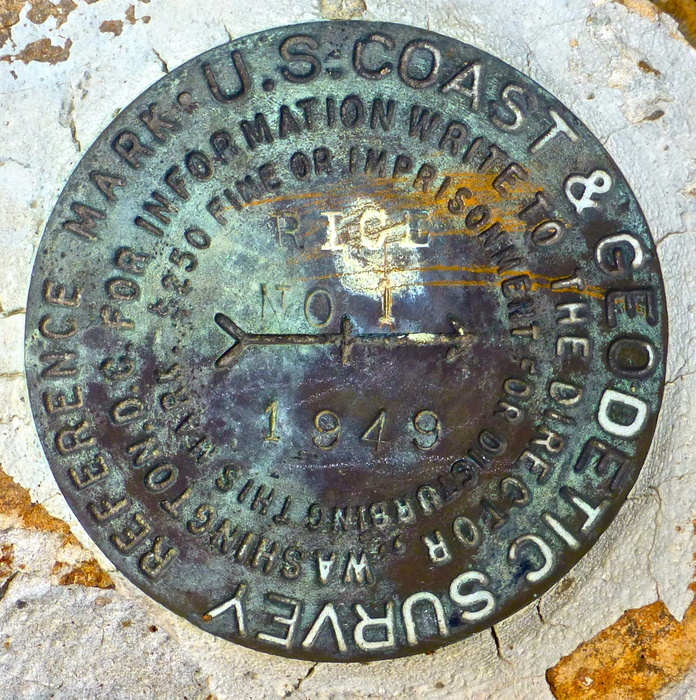 U.S. COAST & GEODETIC SURVEY
REFERENCE MARK.
FOR INFORMATION WRITE TO THE DIRECTOR, WASHINGTON, D.C.
$250 FINE OR IMPRISONMENT FOR DISTURBING THIS MARK.
RICE
NO 1
1949